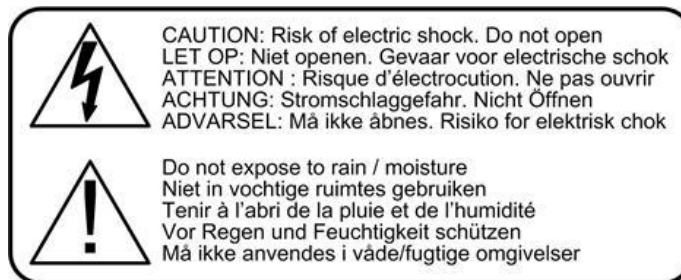 CAUTION: Risk of electric shock. Do not open
LET OP: Niet openen. Gevaar voor electrische schok
ATTENTION : Risque d'électrocution. Ne pas ouvrir
ACHTUNG: Stromschlaggefahr. Nicht Öffnen
ADVARSEL: Må ikke åbnes. Risiko for elektrisk chok
Do not expose to rain / moisture
Niet in vochtige ruimtes gebruiken
Tenir à l'abri de la pluie et de l'humidité
Vor Regen und Feuchtigkeit schützen
Må ikke anvendes i våde/fugtige omgivelser